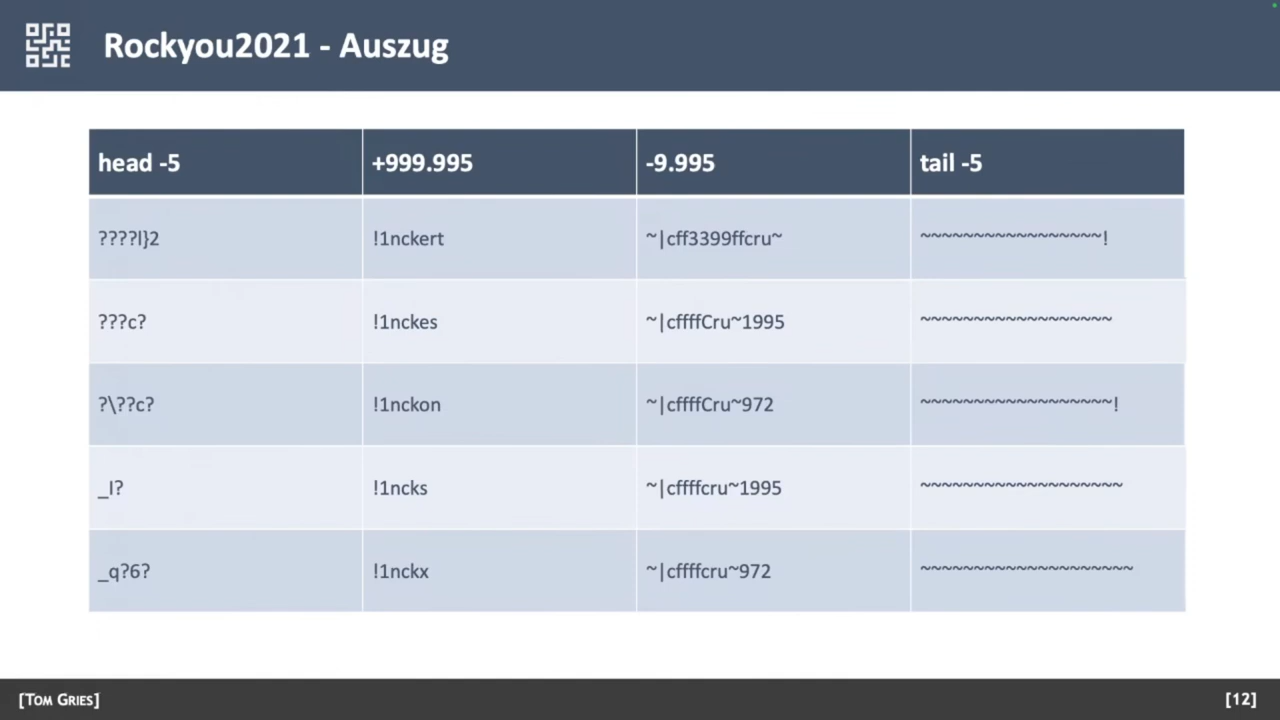 Rockyou2021 - Auszug
head -5 +999.995 -9.995 tail -5
????l}2 !1nckert ~|cff3399ffcru~ ~~~~~~~~~~~~~~~~~!
???c? !1nckes ~|cffffCru~1995 ~~~~~~~~~~~~~~~~~~
?\??c? !1nckon ~|cffffCru~972 ~~~~~~~~~~~~~~~~~~!
_l? !1ncks ~|cffffcru~1995 ~~~~~~~~~~~~~~~~~~~
_q?6? !1nckx ~|cffffcru~972 ~~~~~~~~~~~~~~~~~~~~
[Tom Gries] [12]